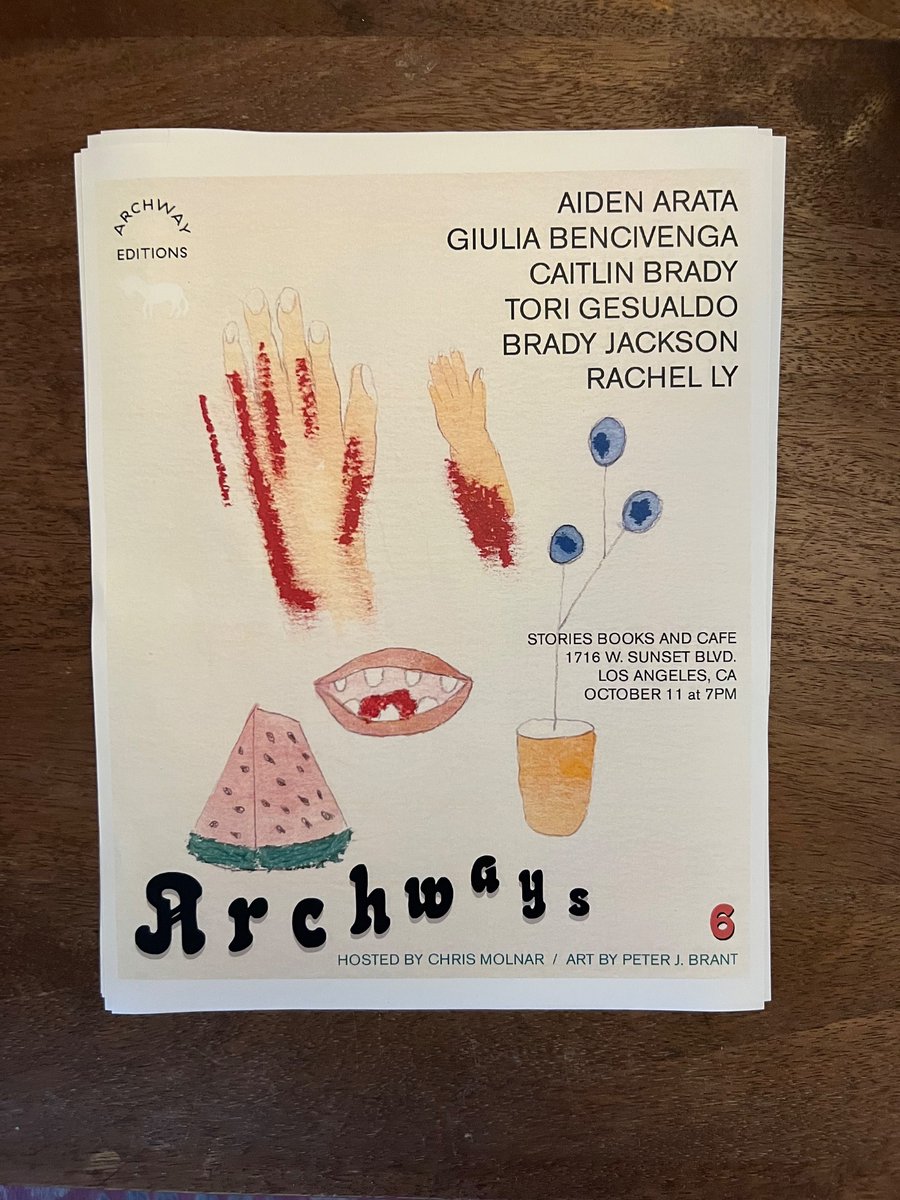 ARCHWAY
EDITIONS
AIDEN ARATA
GIULIA BENCIVENGA
CAITLIN BRADY
TORI GESUALDO
BRADY JACKSON
RACHEL LY
STORIES BOOKS AND CAFE
1716 W. SUNSET BLVD.
LOS ANGELES, CA
OCTOBER 11 at 7PM
Archways
6
HOSTED BY CHRIS MOLNAR / ART BY PETER J. BRANT